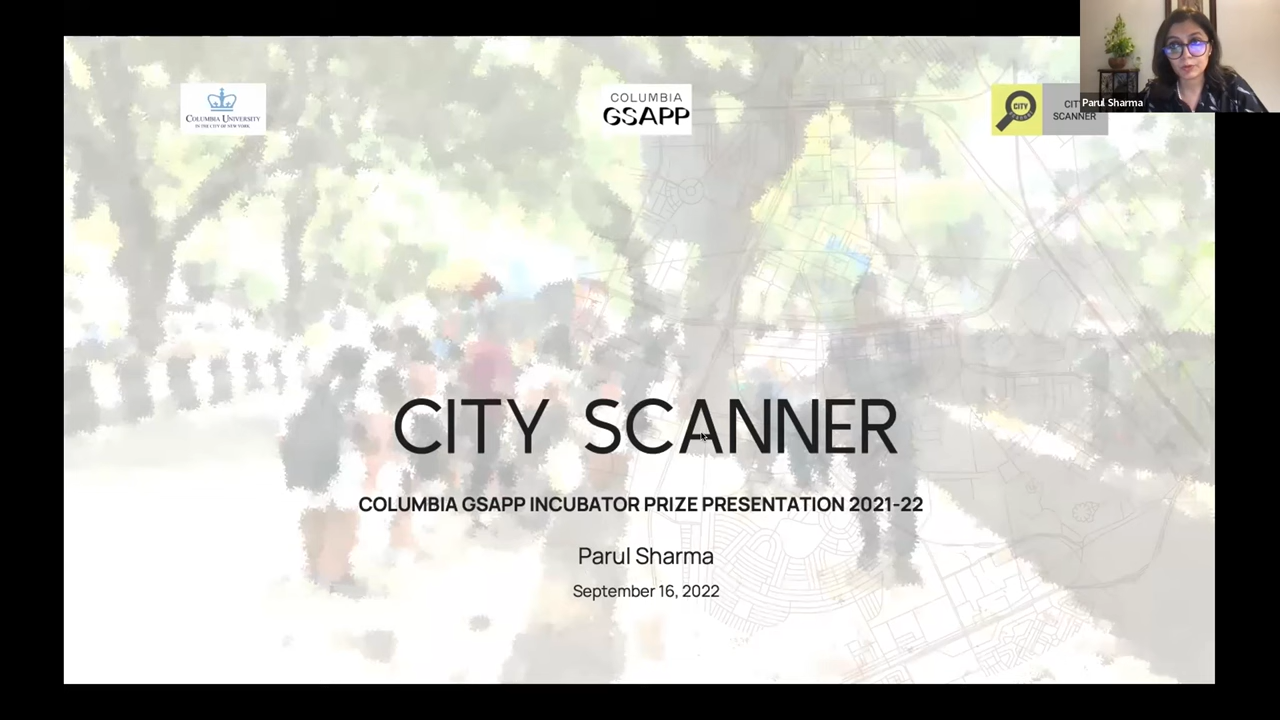 COLUMBIA UNIVERSITY
IN THE CITY OF NEW YORK
COLUMBIA
GSAPP
CITY
SCANNER
Parul Sharma
CITY SCANNER
COLUMBIA GSAPP INCUBATOR PRIZE PRESENTATION 2021-22
Parul Sharma
September 16, 2022